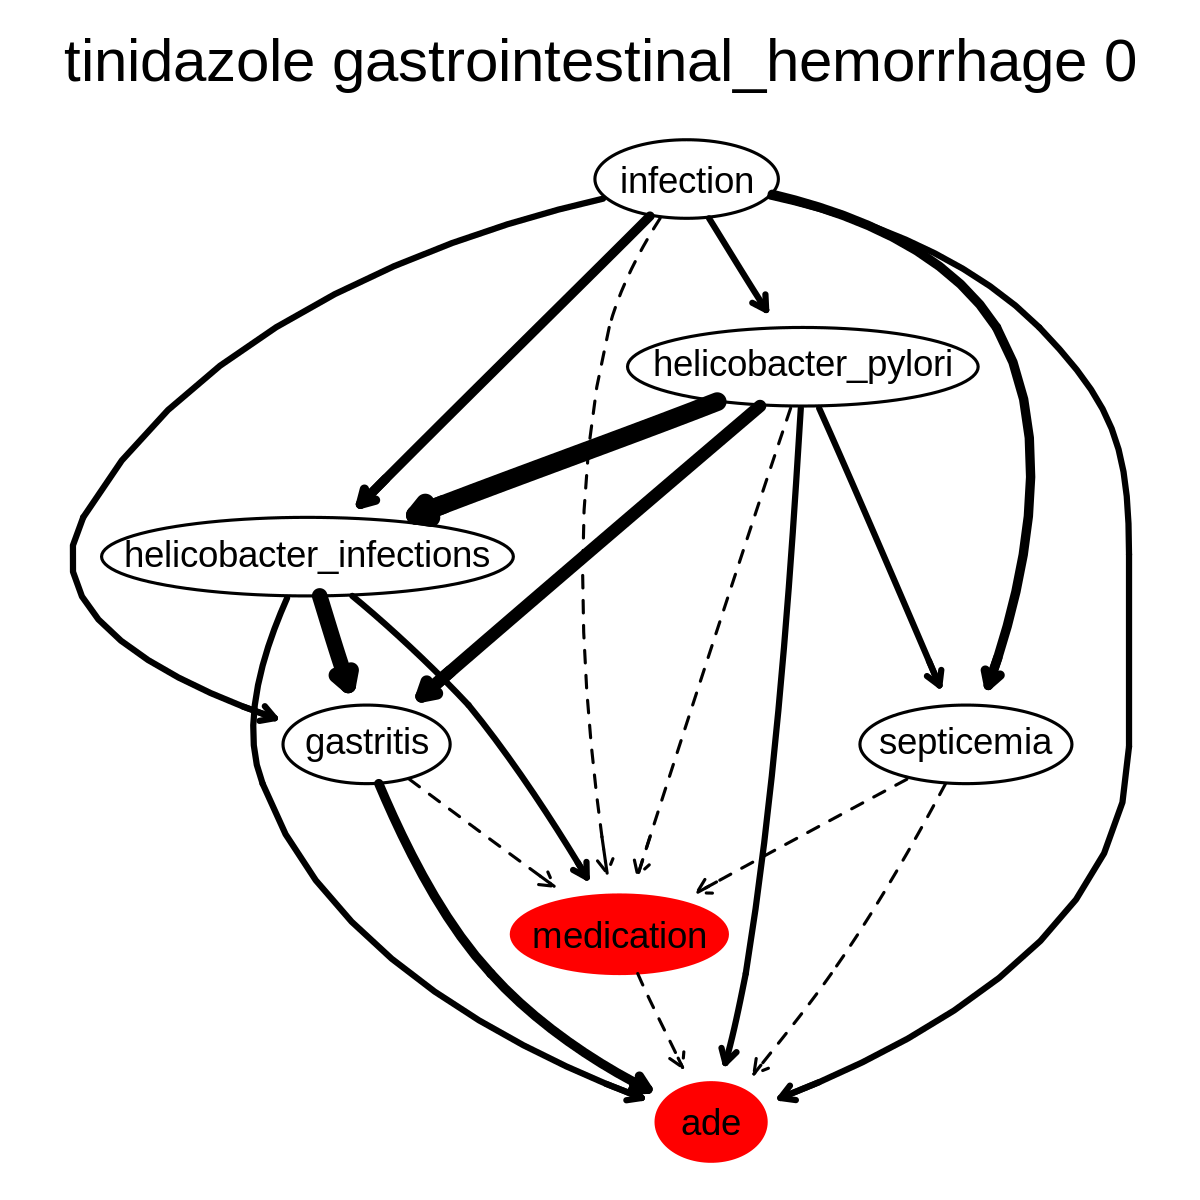 tinidazole gastrointestinal_hemorrhage 0
infection
helicobacter_pylori
helicobacter_infections
gastritis
septicemia
medication
ade